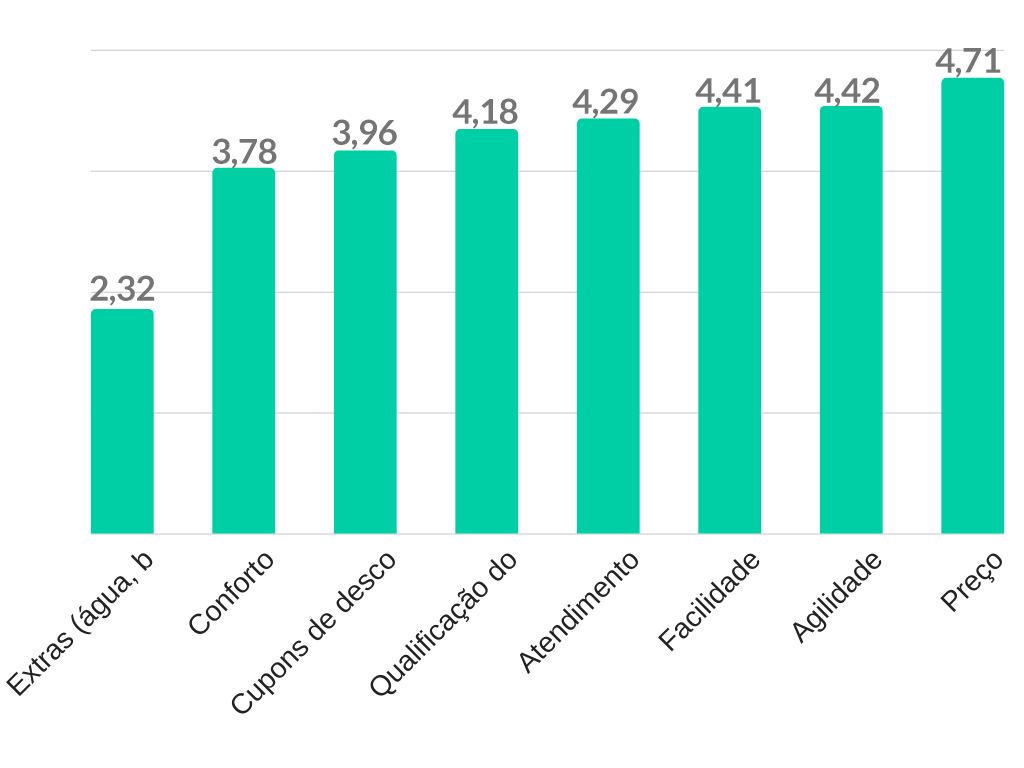 2,32
3,78
3,96
4,18
4,29
4,41
4,42
4,71
Extras (água, b
Conforto
Cupons de desco
Qualificação do
Atendimento
Facilidade
Agilidade
Preço